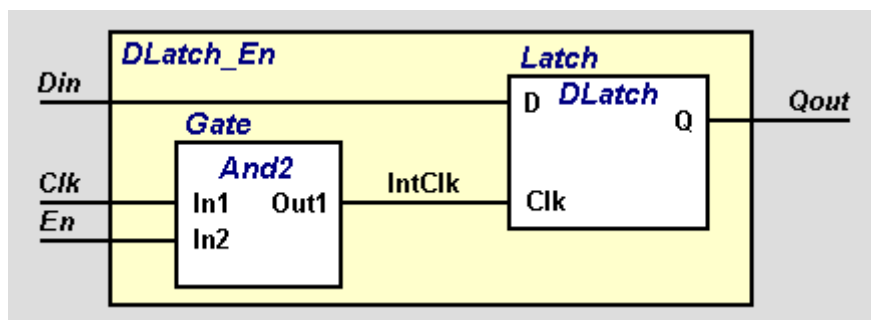 DLatch_En
Latch
Din
D DLatch
Q
Qout
Gate
And2
Clk
In1 Out1
IntClk
Clk
En
In2